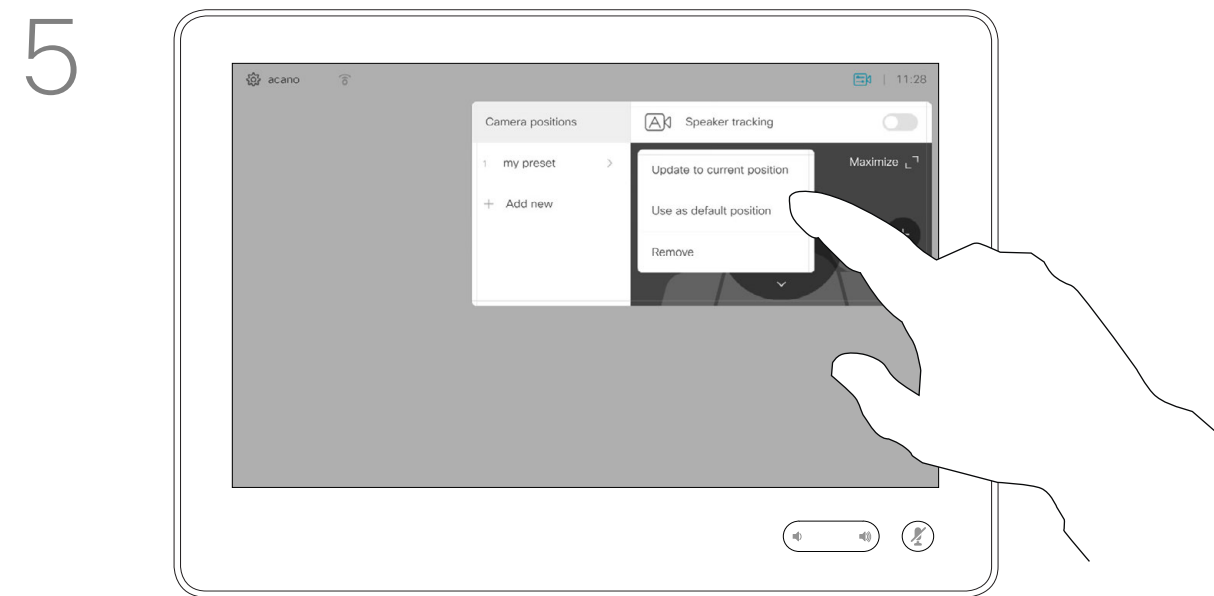 5
acano 11:28
Camera positions
Speaker tracking
1 my preset
Maximize
Update to current position
+ Add new
Use as default position
Remove